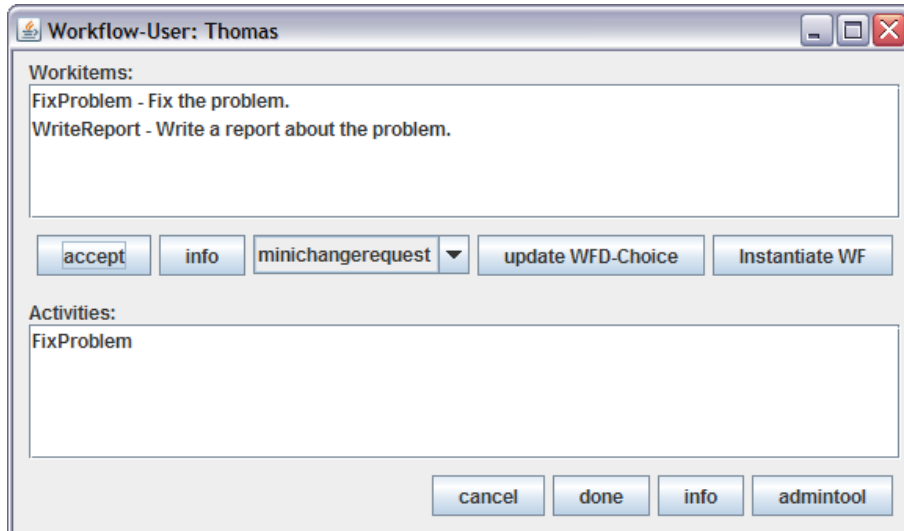 Workflow-User: Thomas
Workitems:
FixProblem - Fix the problem.
WriteReport - Write a report about the problem.
accept info minichangerequest update WFD-Choice Instantiate WF
Activities:
FixProblem
cancel done info admintool